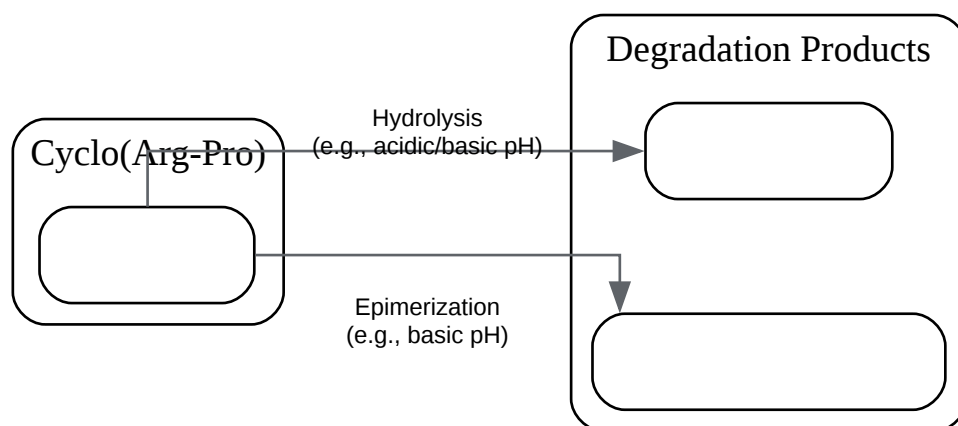 Degradation Products
Hydrolysis
(e.g., acidic/basic pH)
Cyclo(Arg-Pro)
Epimerization
(e.g., basic pH)